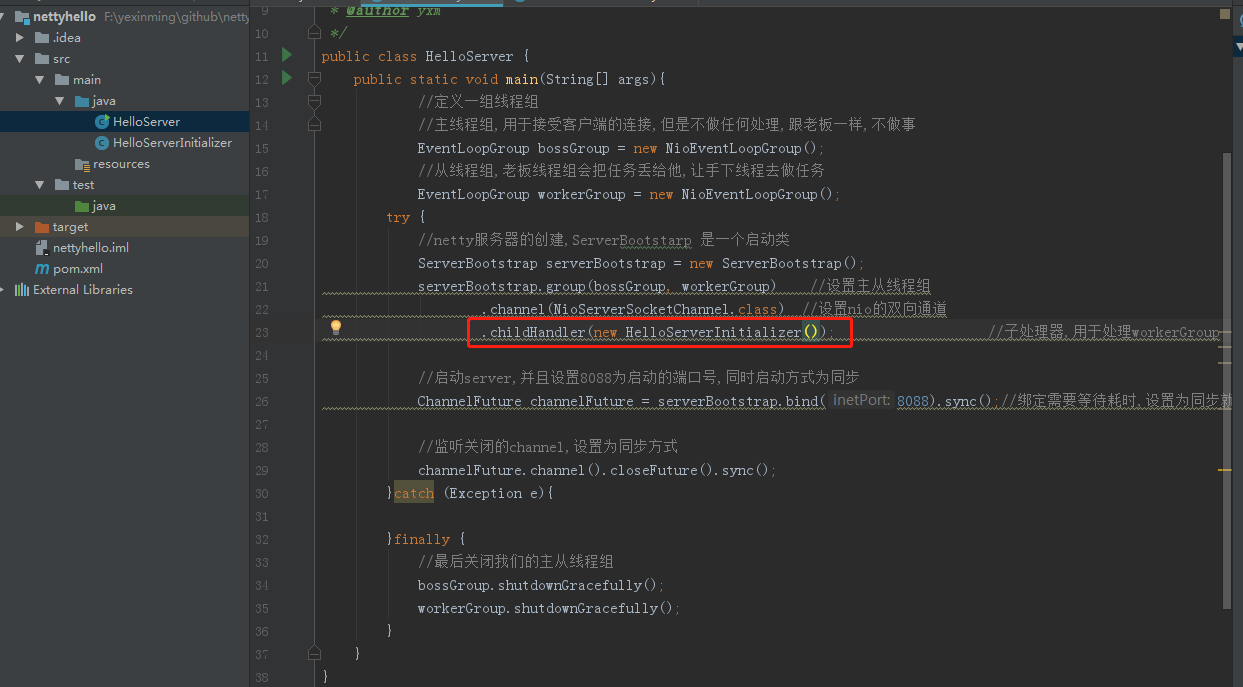 nettyhello F:\yexinming\github\netty
.idea
src
main
java
HelloServer
HelloServerInitializer
resources
test
java
target
nettyhello.iml
pom.xml
External Libraries
9 * @author yxm
10 */
11 public class HelloServer {
12 public static void main(String[] args){
13 //定义一组线程组
14 //主线程组,用于接受客户端的连接,但是不做任何处理,跟老板一样,不做事
15 EventLoopGroup bossGroup = new NioEventLoopGroup();
16 //从线程组,老板线程组会把任务丢给他,让手下线程去做任务
17 EventLoopGroup workerGroup = new NioEventLoopGroup();
18 try {
19 //netty服务器的创建,ServerBootstarp 是一个启动类
20 ServerBootstrap serverBootstrap = new ServerBootstrap();
21 serverBootstrap.group(bossGroup, workerGroup) //设置主从线程组
22 .channel(NioServerSocketChannel.class) //设置nio的双向通道
23 .childHandler(new HelloServerInitializer()); //子处理器,用于处理workerGroup
24
25 //启动server,并且设置8088为启动的端口号,同时启动方式为同步
26 ChannelFuture channelFuture = serverBootstrap.bind( inetPort: 8088).sync();//绑定需要等待耗时,设置为同步
27
28 //监听关闭的channel,设置为同步方式
29 channelFuture.channel().closeFuture().sync();
30 }catch (Exception e){
31
32 }finally {
33 //最后关闭我们的主从线程组
34 bossGroup.shutdownGracefully();
35 workerGroup.shutdownGracefully();
36 }
37 }
38 }